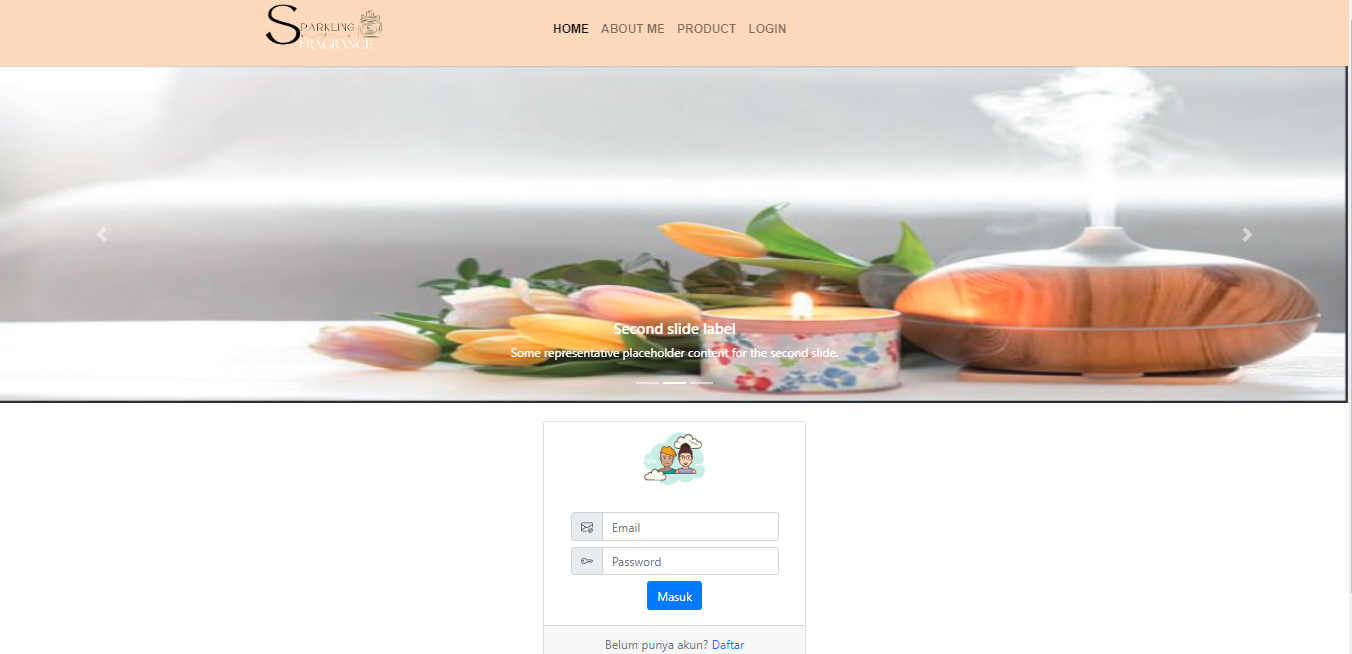 SPARKLING
FRAGRANCE
HOME ABOUT ME PRODUCT LOGIN
Second slide label
Some representative placeholder content for the second slide.
Email
Password
Masuk
Belum punya akun? Daftar